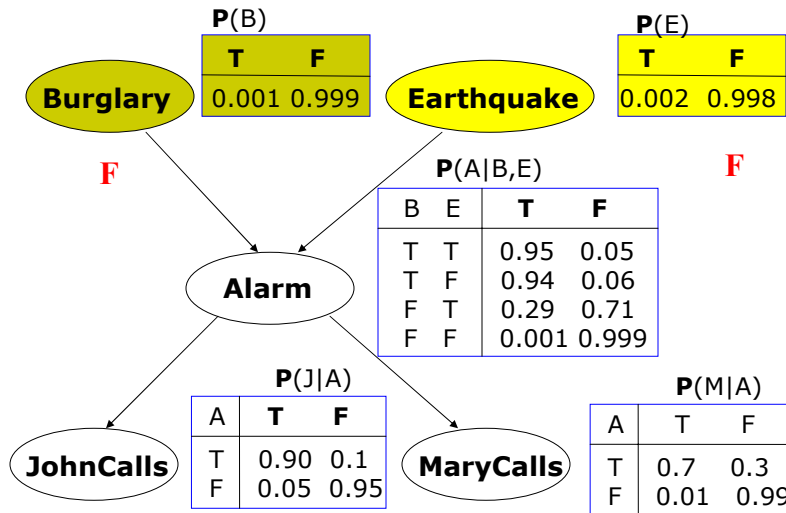 P(B)
T F
0.001 0.999
Burglary
P(E)
T F
0.002 0.998
Earthquake
F
F
P(A|B,E)
B E T F
T T 0.95 0.05
T F 0.94 0.06
F T 0.29 0.71
F F 0.001 0.999
Alarm
P(J|A)
A T F
T 0.90 0.1
F 0.05 0.95
P(M|A)
A T F
T 0.7 0.3
F 0.01 0.99
JohnCalls
MaryCalls